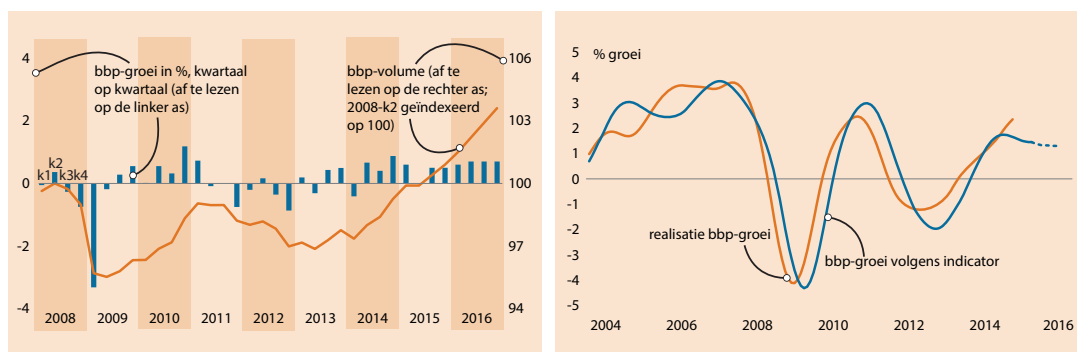 4
2
0
-2
-4
bbp-groei in %, kwartaal
op kwartaal (af te lezen
op de linker as)
k2
k1 k3k4
bbp-volume (af te
lezen op de rechter as;
2008-k2 geïndexeerd
op 100)
106
103
100
97
94
2008 2009 2010 2011 2012 2013 2014 2015 2016
% groei
5
4
3
2
1
0
-1
-2
-3
-4
-5
realisatie bbp-groei
bbp-groei volgens indicator
2004 2006 2008 2010 2012 2014 2016